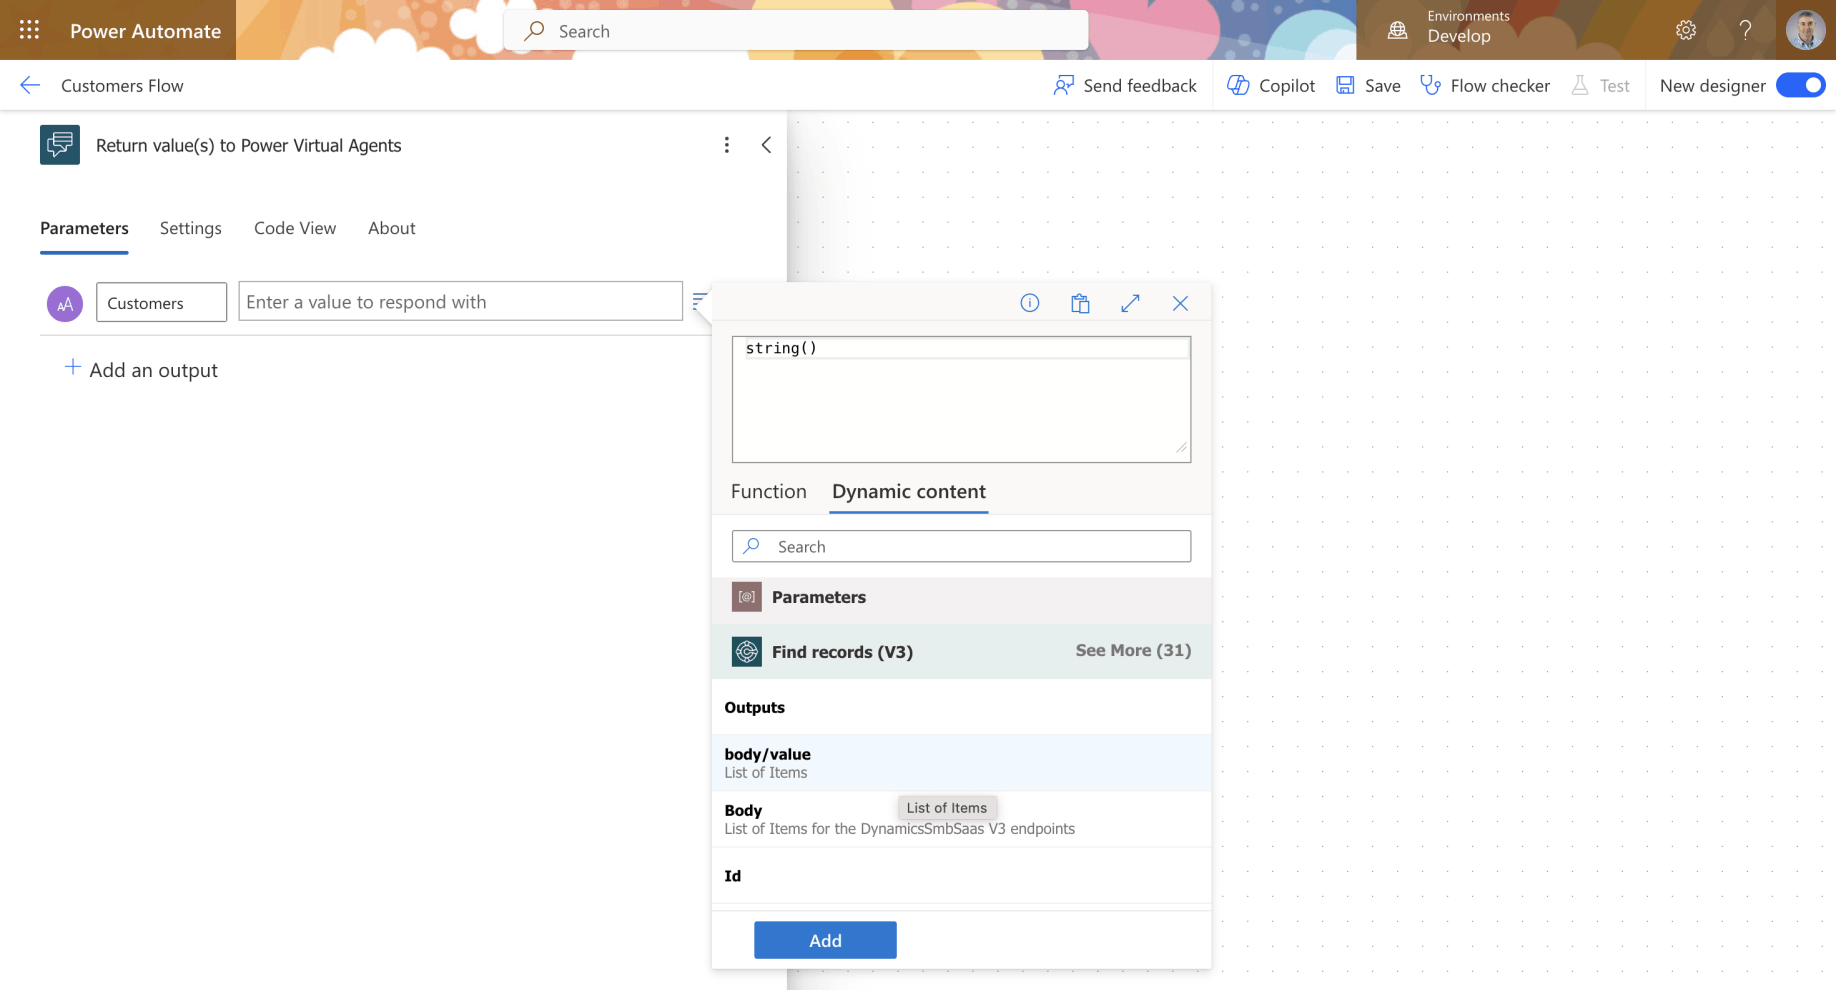 Power Automate
Search
Environments
Develop
?
Customers Flow
Send feedback
Copilot
Save
Flow checker
Test
New designer
Return value(s) to Power Virtual Agents
Parameters
Settings
Code View
About
AA
Customers
Enter a value to respond with
Add an output
string()
Function
Dynamic content
Search
[@]
Parameters
Find records (V3)
See More (31)
Outputs
body/value
List of Items
Body
List of Items
List of Items for the DynamicsSmbSaas V3 endpoints
Id
Add